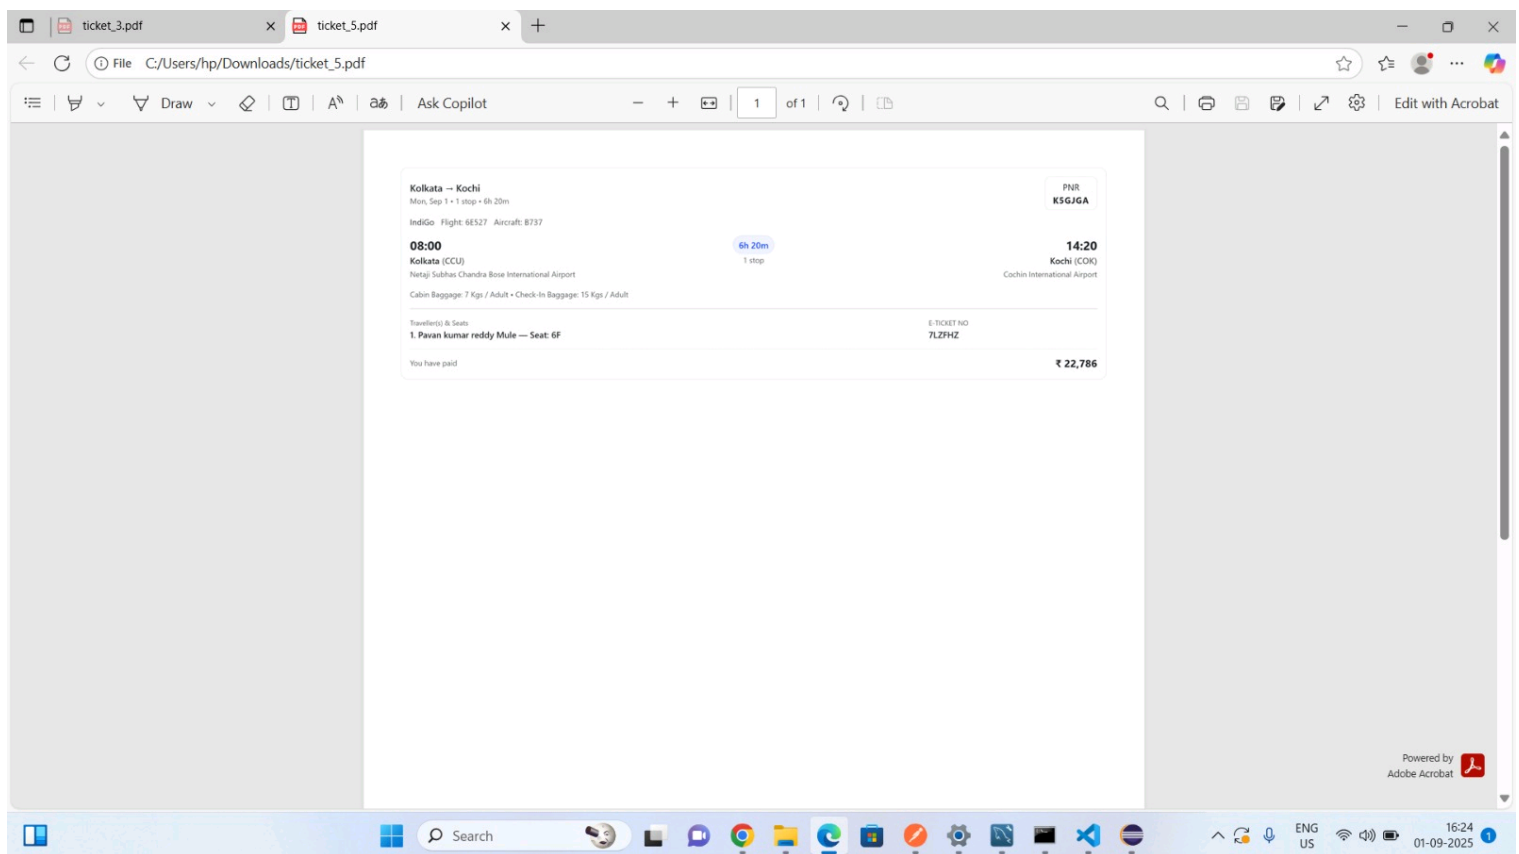 ticket_3.pdf
ticket_5.pdf
File C:/Users/hp/Downloads/ticket_5.pdf
Draw
aあ
Ask Copilot
1 of 1
Edit with Acrobat
Kolkata → Kochi
Mon, Sep 1 • 1 stop • 6h 20m
PNR
K5GJGA
IndiGo Flight: 6E527 Aircraft: B737
08:00
6h 20m
14:20
Kolkata (CCU)
1 stop
Kochi (COK)
Netaji Subhas Chandra Bose International Airport
Cochin International Airport
Cabin Baggage: 7 Kgs / Adult • Check-In Baggage: 15 Kgs / Adult
Traveller(s) & Seats
E-TICKET NO
1. Pavan kumar reddy Mule — Seat: 6F
7LZFHZ
You have paid
₹ 22,786
Powered by
Adobe Acrobat
Search
ENG
US
16:24
01-09-2025
1